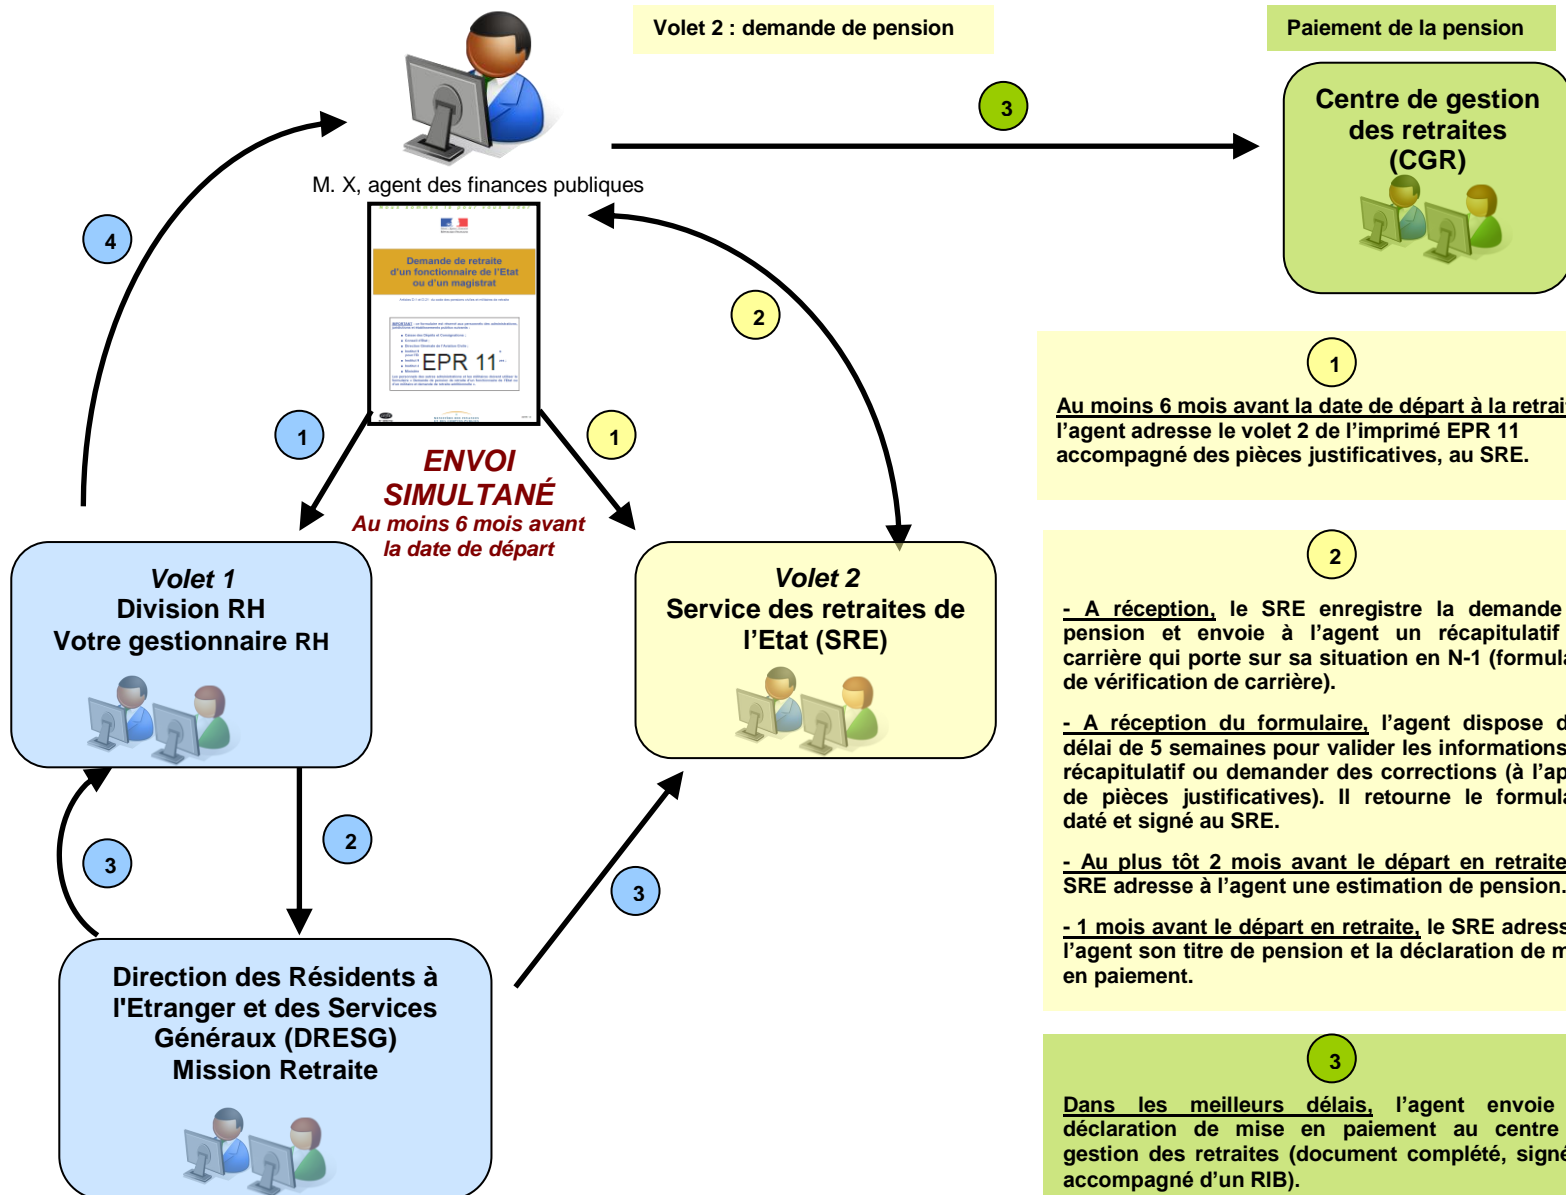 Volet 2 : demande de pension
Paiement de la pension
Centre de gestion
des retraites
(CGR)
3
M. X, agent des finances publiques
4
Demande de retraite
d'un fonctionnaire de l'Etat
ou d'un magistrat
EPR 11
2
1
1
ENVOI
SIMULTANÉ
Au moins 6 mois avant
la date de départ
Volet 1
Division RH
Votre gestionnaire RH
Volet 2
Service des retraites de
l'Etat (SRE)
3
2
3
Direction des Résidents à
l'Etranger et des Services
Généraux (DRESG)
Mission Retraite
1
Au moins 6 mois avant la date de départ à la retrai
l'agent adresse le volet 2 de l'imprimé EPR 11
accompagné des pièces justificatives, au SRE.
2
- A réception, le SRE enregistre la demande
pension et envoie à l'agent un récapitulatif
carrière qui porte sur sa situation en N-1 (formul
de vérification de carrière).
- A réception du formulaire, l'agent dispose d
délai de 5 semaines pour valider les informations
récapitulatif ou demander des corrections (à l'ap
de pièces justificatives). Il retourne le formul
daté et signé au SRE.
- Au plus tôt 2 mois avant le départ en retraite
SRE adresse à l'agent une estimation de pension.
- 1 mois avant le départ en retraite, le SRE adress
l'agent son titre de pension et la déclaration de m
en paiement.
3
Dans les meilleurs délais, l'agent envoie
déclaration de mise en paiement au centre
gestion des retraites (document complété, signé
accompagné d'un RIB).